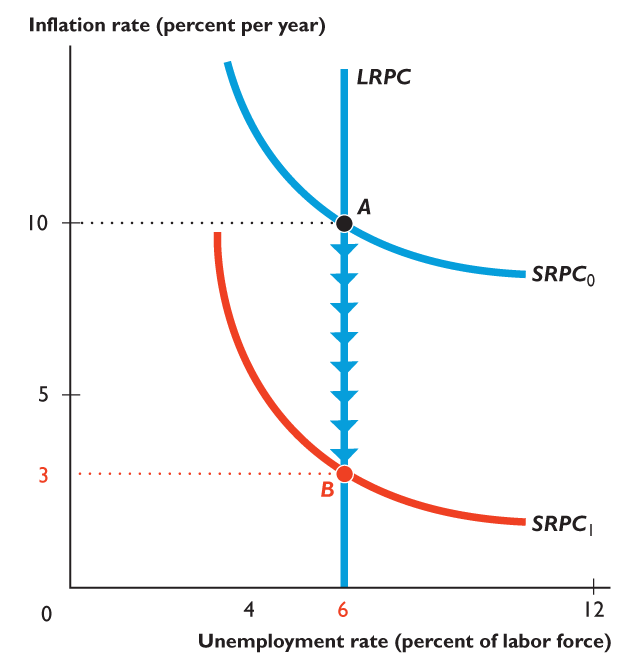 Inflation rate (percent per year)
LRPC
A
10
SRPC₀
5
3
B
SRPC₁
0
4
6
12
Unemployment rate (percent of labor force)